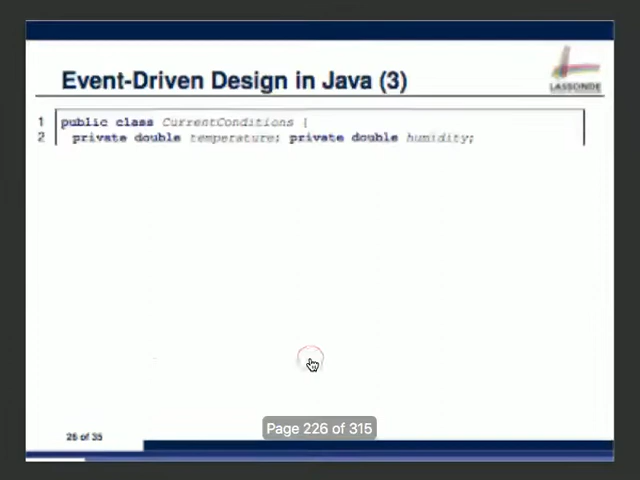 Event-Driven Design in Java (3)
LASSONDE
1 public class CurrentConditions {
2 private double temperature; private double humidity;
Page 226 of 315
26 of 35